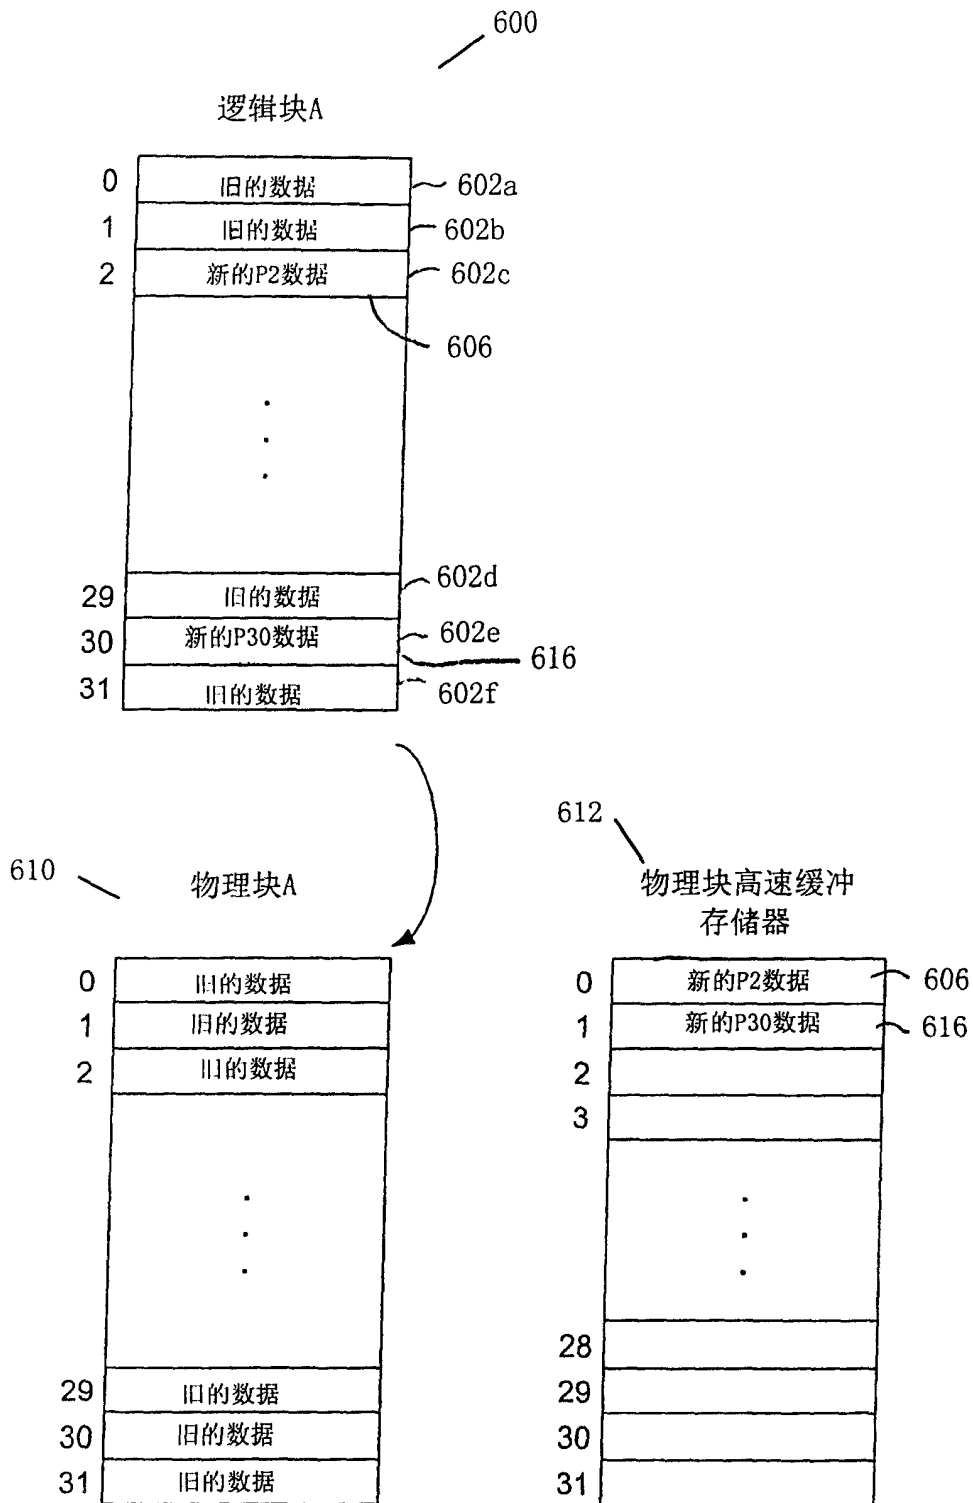 600
逻辑块A
0 旧的数据 602a
1 旧的数据 602b
2 新的P2数据 602c
606
29 旧的数据 602d
30 新的P30数据 602e
616
31 旧的数据 602f
612
610
物理块A
物理块高速缓冲
存储器
0 旧的数据
1 旧的数据
2 旧的数据
29 旧的数据
30 旧的数据
31 旧的数据
0 新的P2数据 606
1 新的P30数据 616
2
3
28
29
30
31